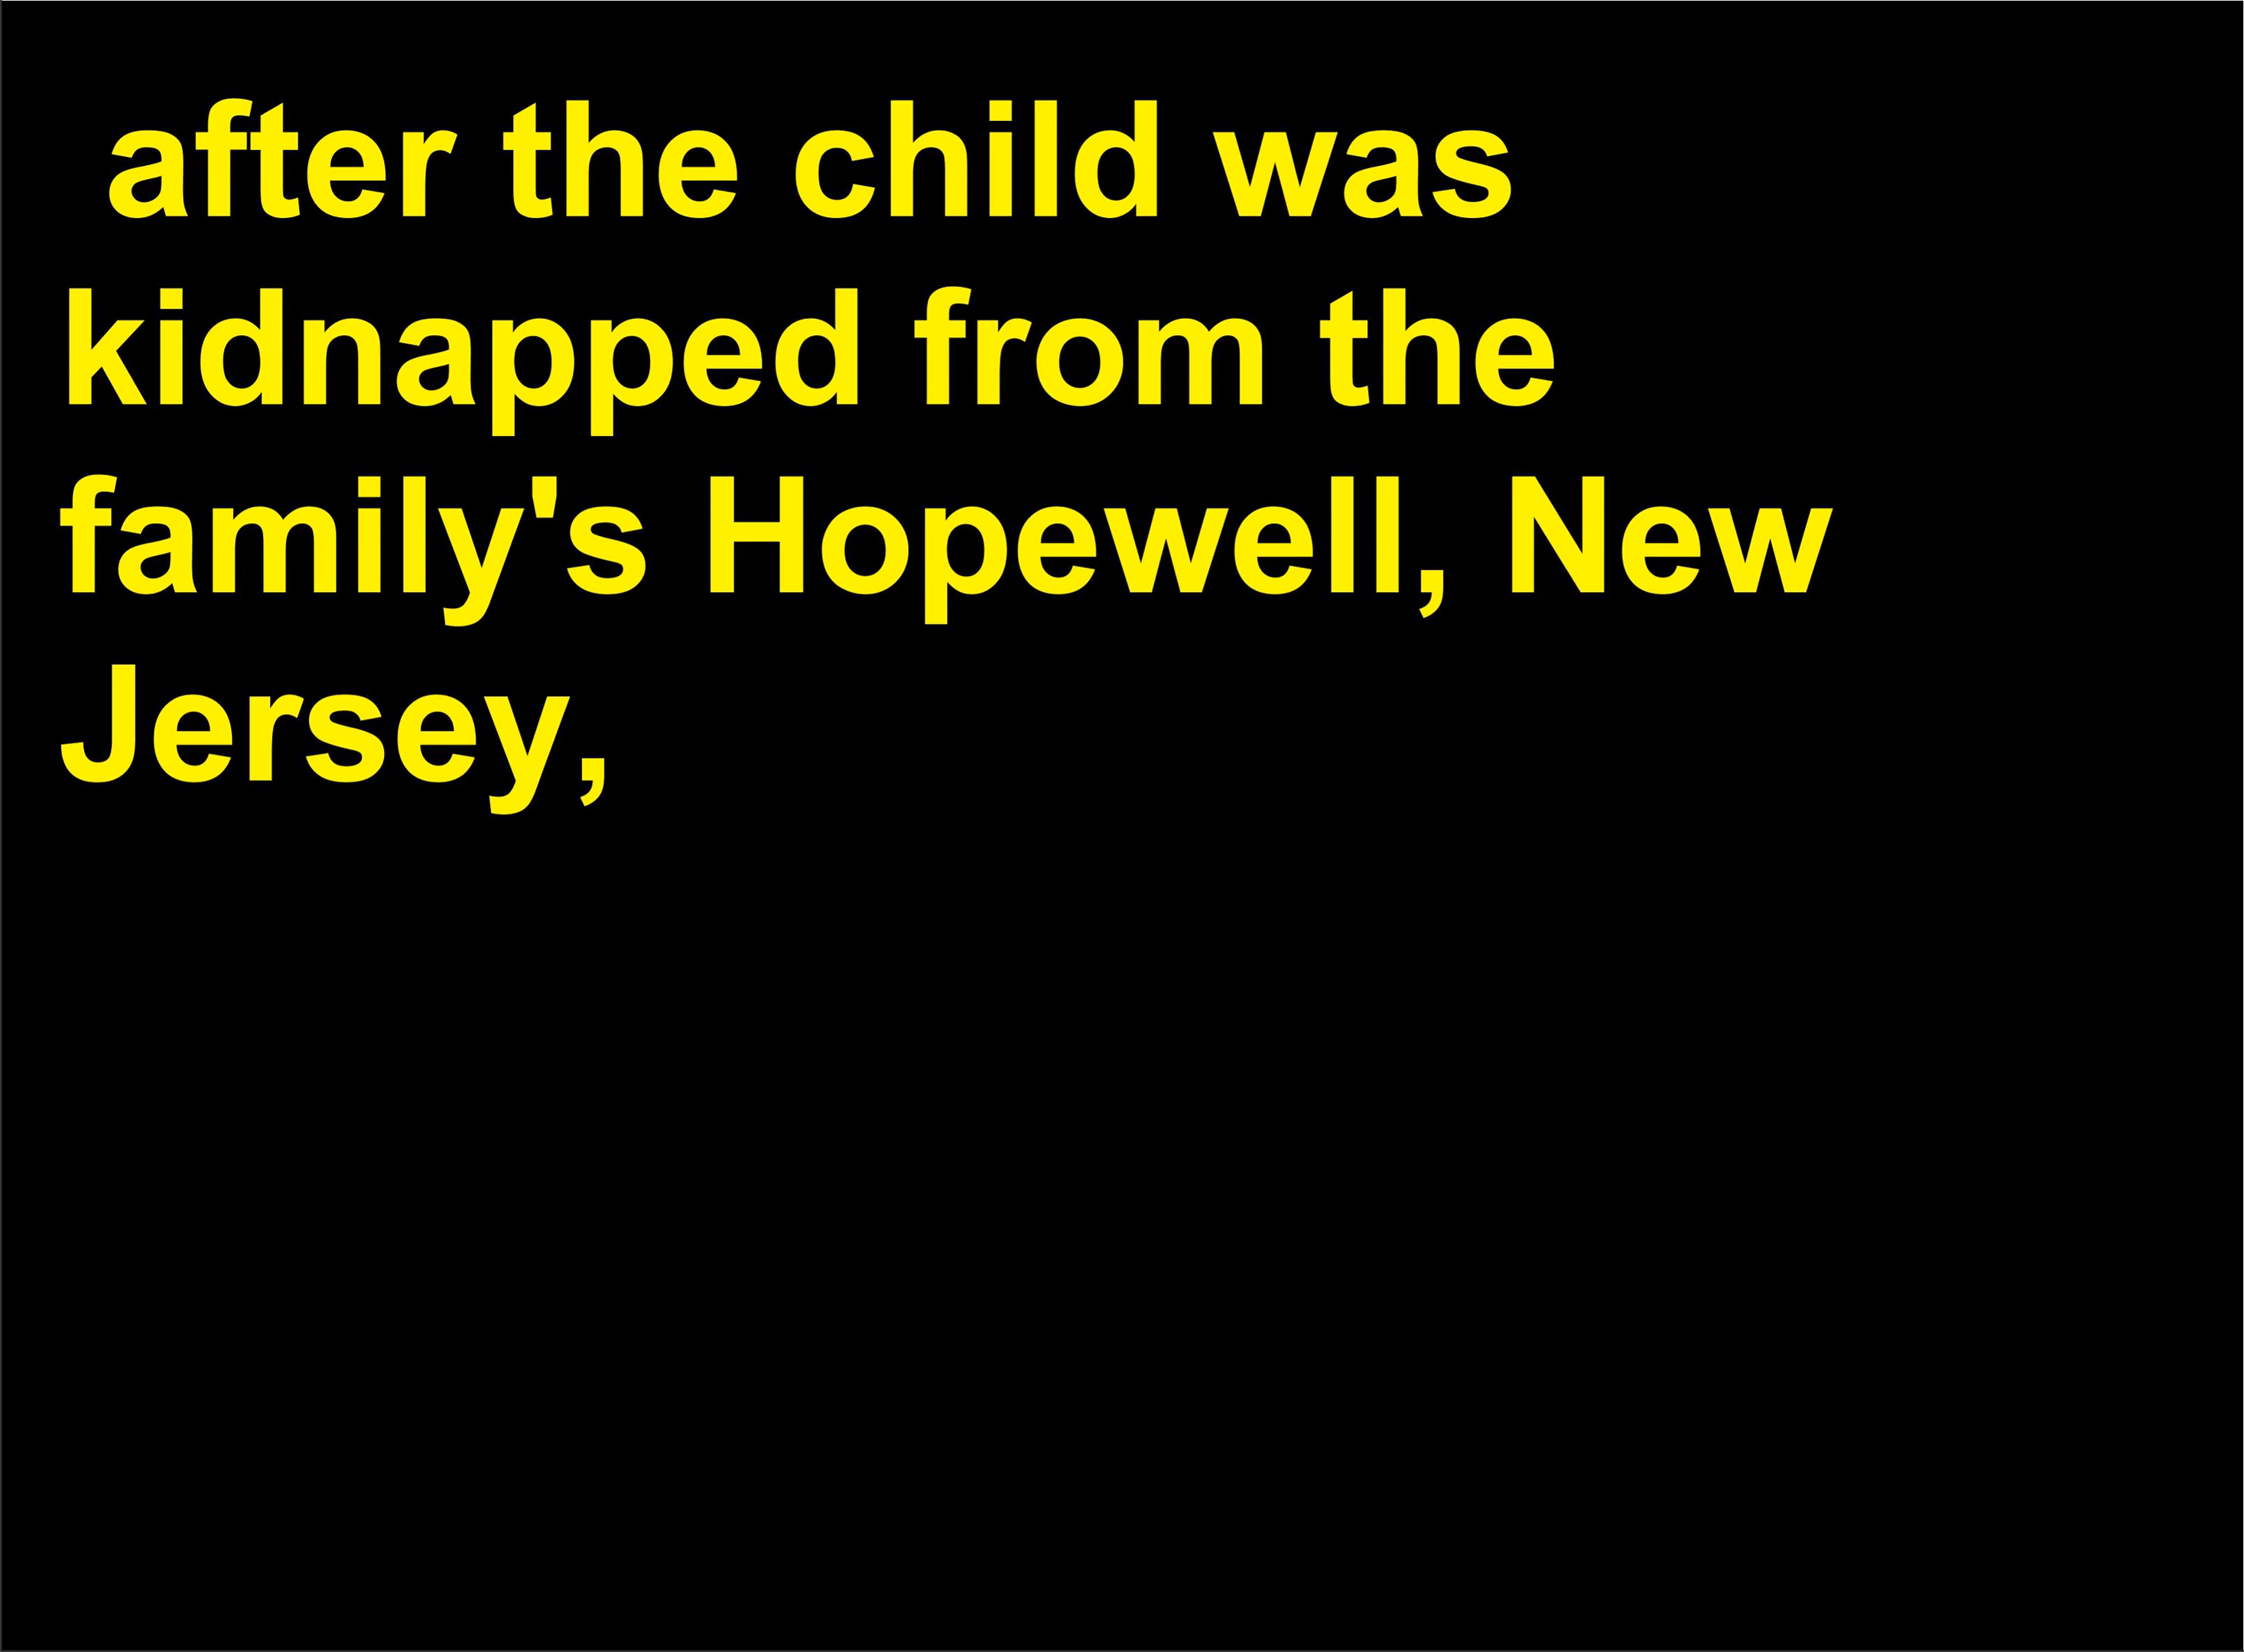 after the child was
kidnapped from the
family's Hopewell, New
Jersey,